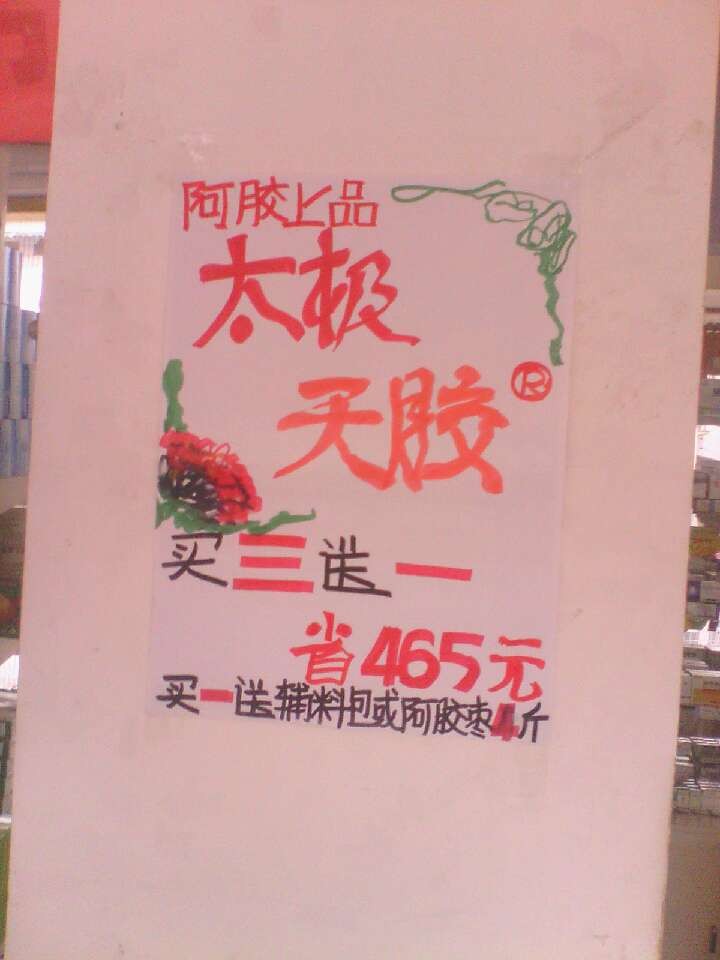 阿胶上品
太极
天胶®
买三送一
省465元
买一送辅料包或阿胶枣4斤